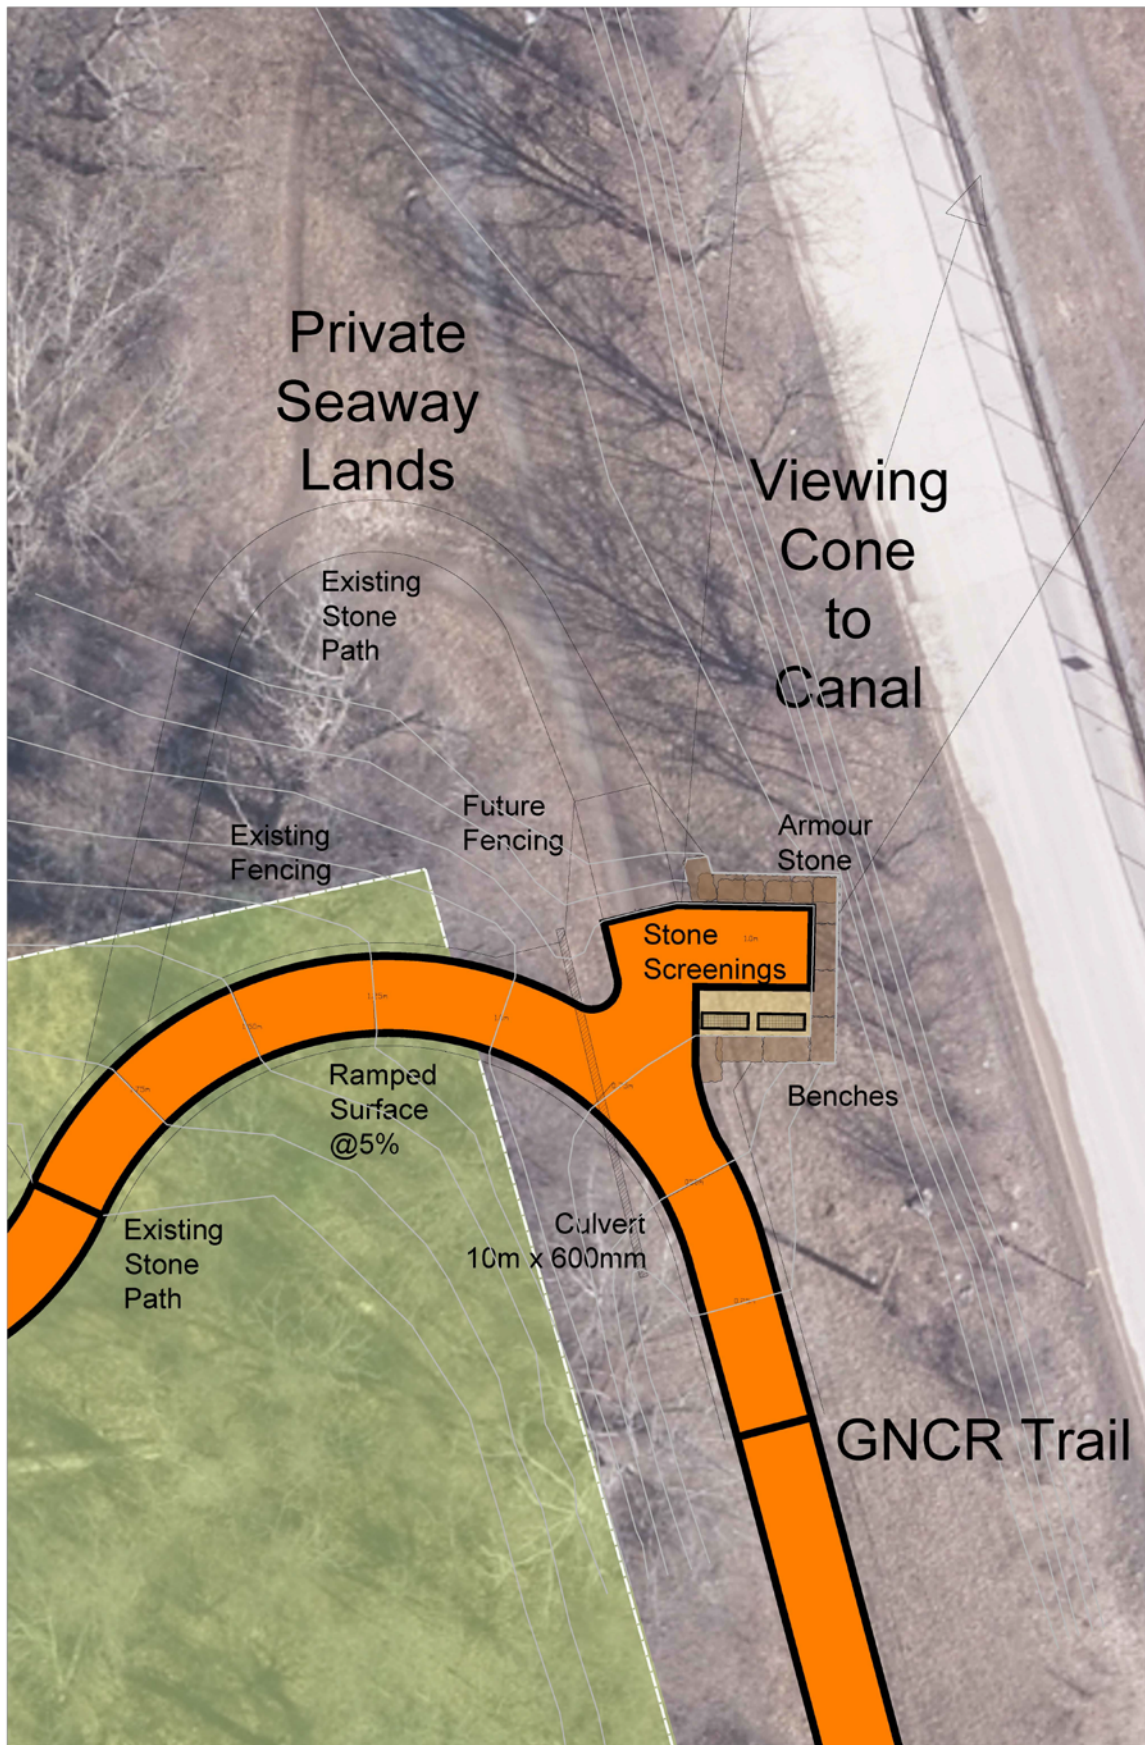 Private
Seaway
Lands
Viewing
Cone
to
Canal
Existing
Stone
Path
Future
Fencing
Existing
Fencing
Armour
Stone
Stone
Screenings
Ramped
Surface
@5%
Benches
Existing
Stone
Path
Culvert
10m x 600mm
GNCR Trail